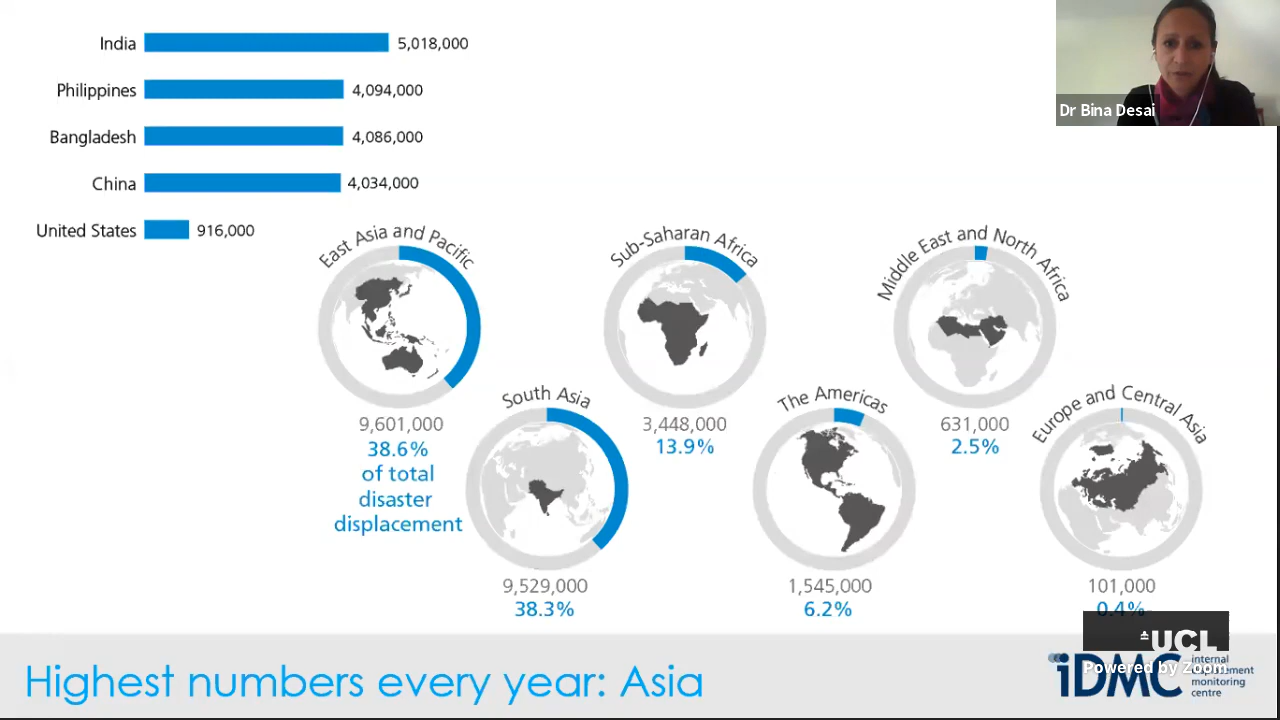 India 5,018,000
Philippines 4,094,000
Bangladesh 4,086,000
China 4,034,000
United States 916,000
Dr Bina Desai
East Asia and Pacific
9,601,000
38.6%
of total
disaster
displacement
South Asia
9,529,000
38.3%
Sub-Saharan Africa
3,448,000
13.9%
The Americas
1,545,000
6.2%
Middle East and North Africa
631,000
2.5%
Europe and Central Asia
101,000
0.4%
Highest numbers every year: Asia
UCL
Powered by Zoom
iDMC
internal
monitoring
centre